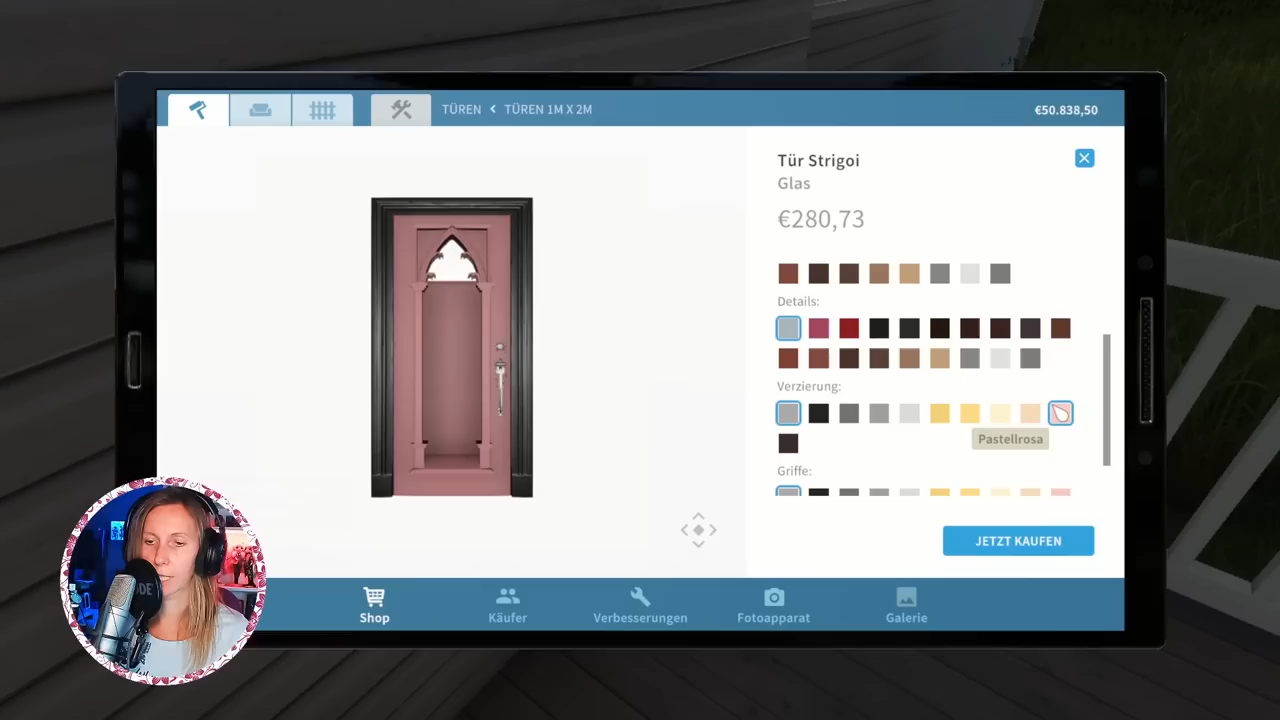 TÜREN < TÜREN 1M X 2M
€50.838,50
Tür Strigoi
Glas
€280,73
Details:
Verzierung:
Pastellrosa
Griffe:
JETZT KAUFEN
Shop
Käufer
Verbesserungen
Fotoapparat
Galerie